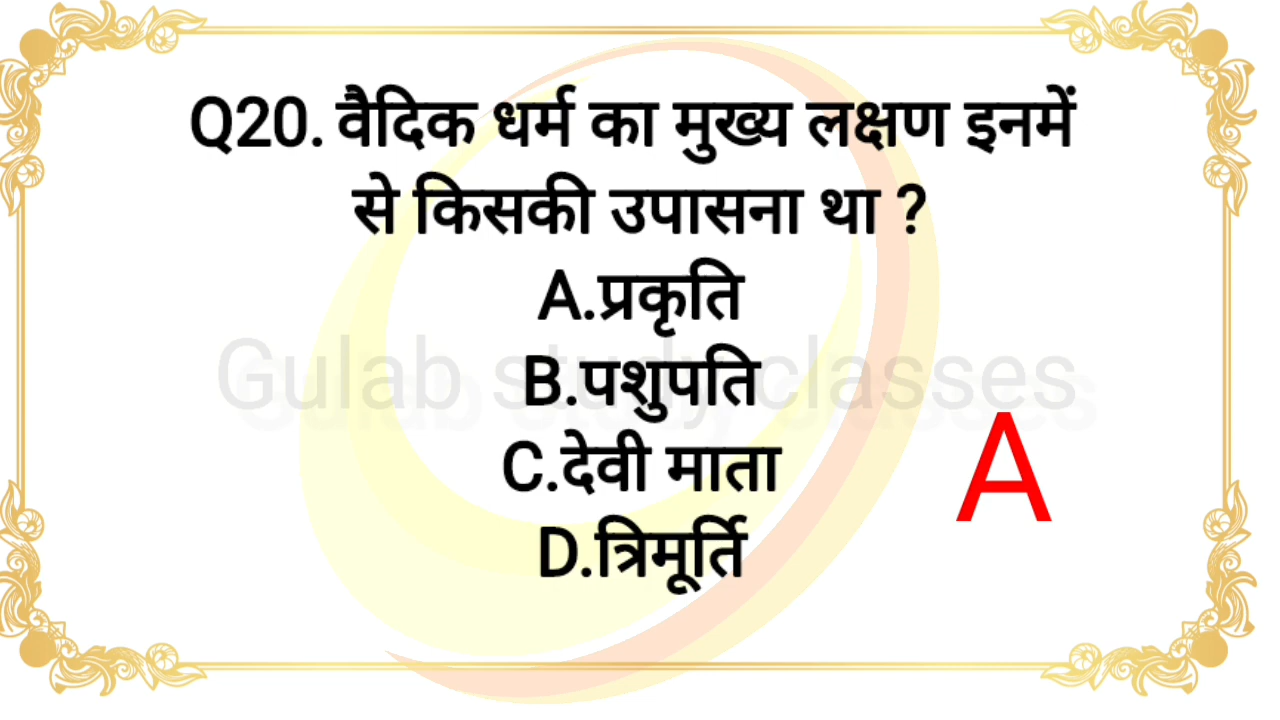 Q20. वैदिक धर्म का मुख्य लक्षण इनमें
से किसकी उपासना था ?
A.प्रकृति
B.पशुपति
Gulab study classes
C.देवी माता
A
D.त्रिमूर्ति